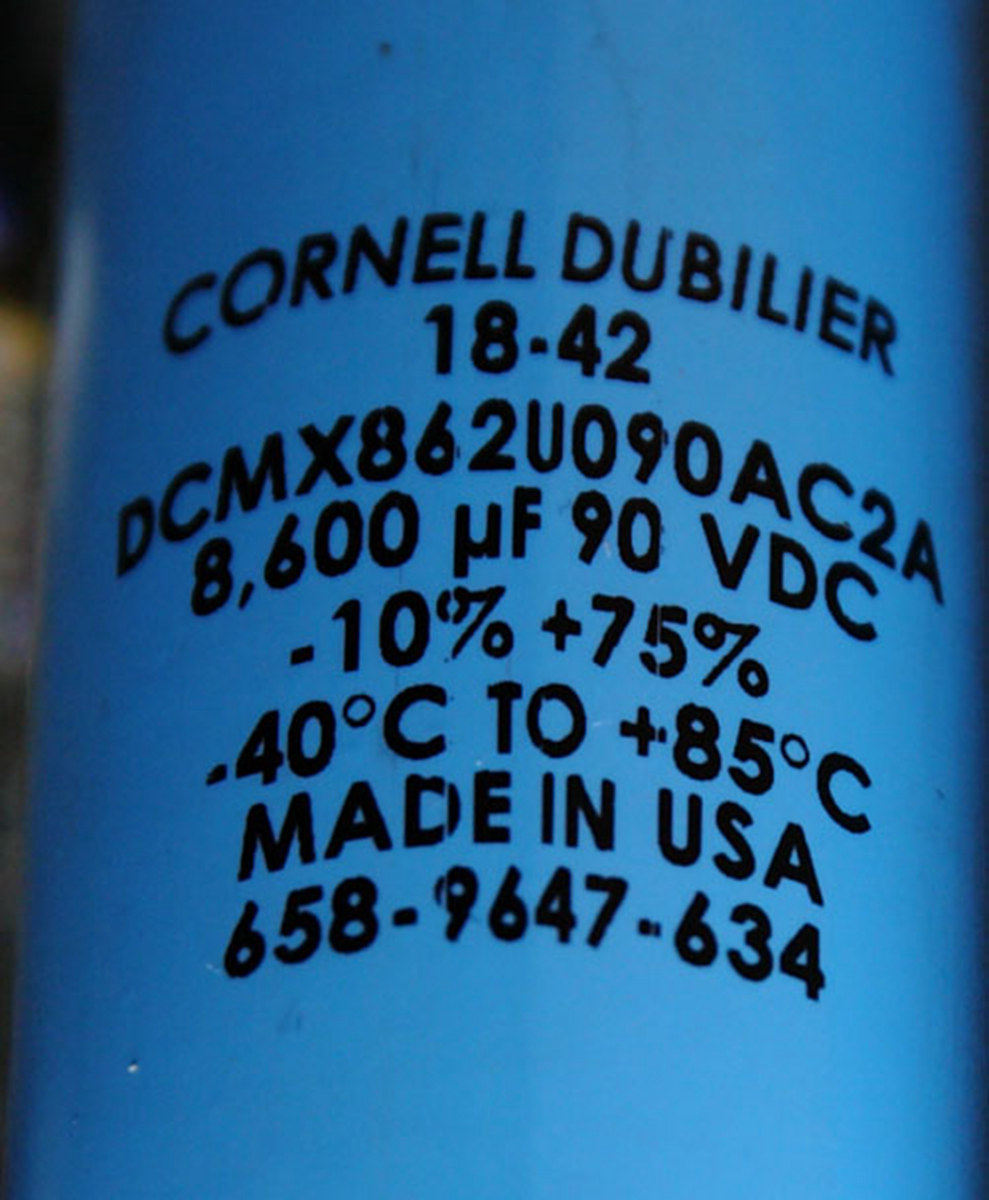 CORNELL DUBILIER
18-42
DCMX862U090AC2A
8,600 µF 90 VDC
-10% +75%
-40°C TO +85°C
MADE IN USA
658-9647-634